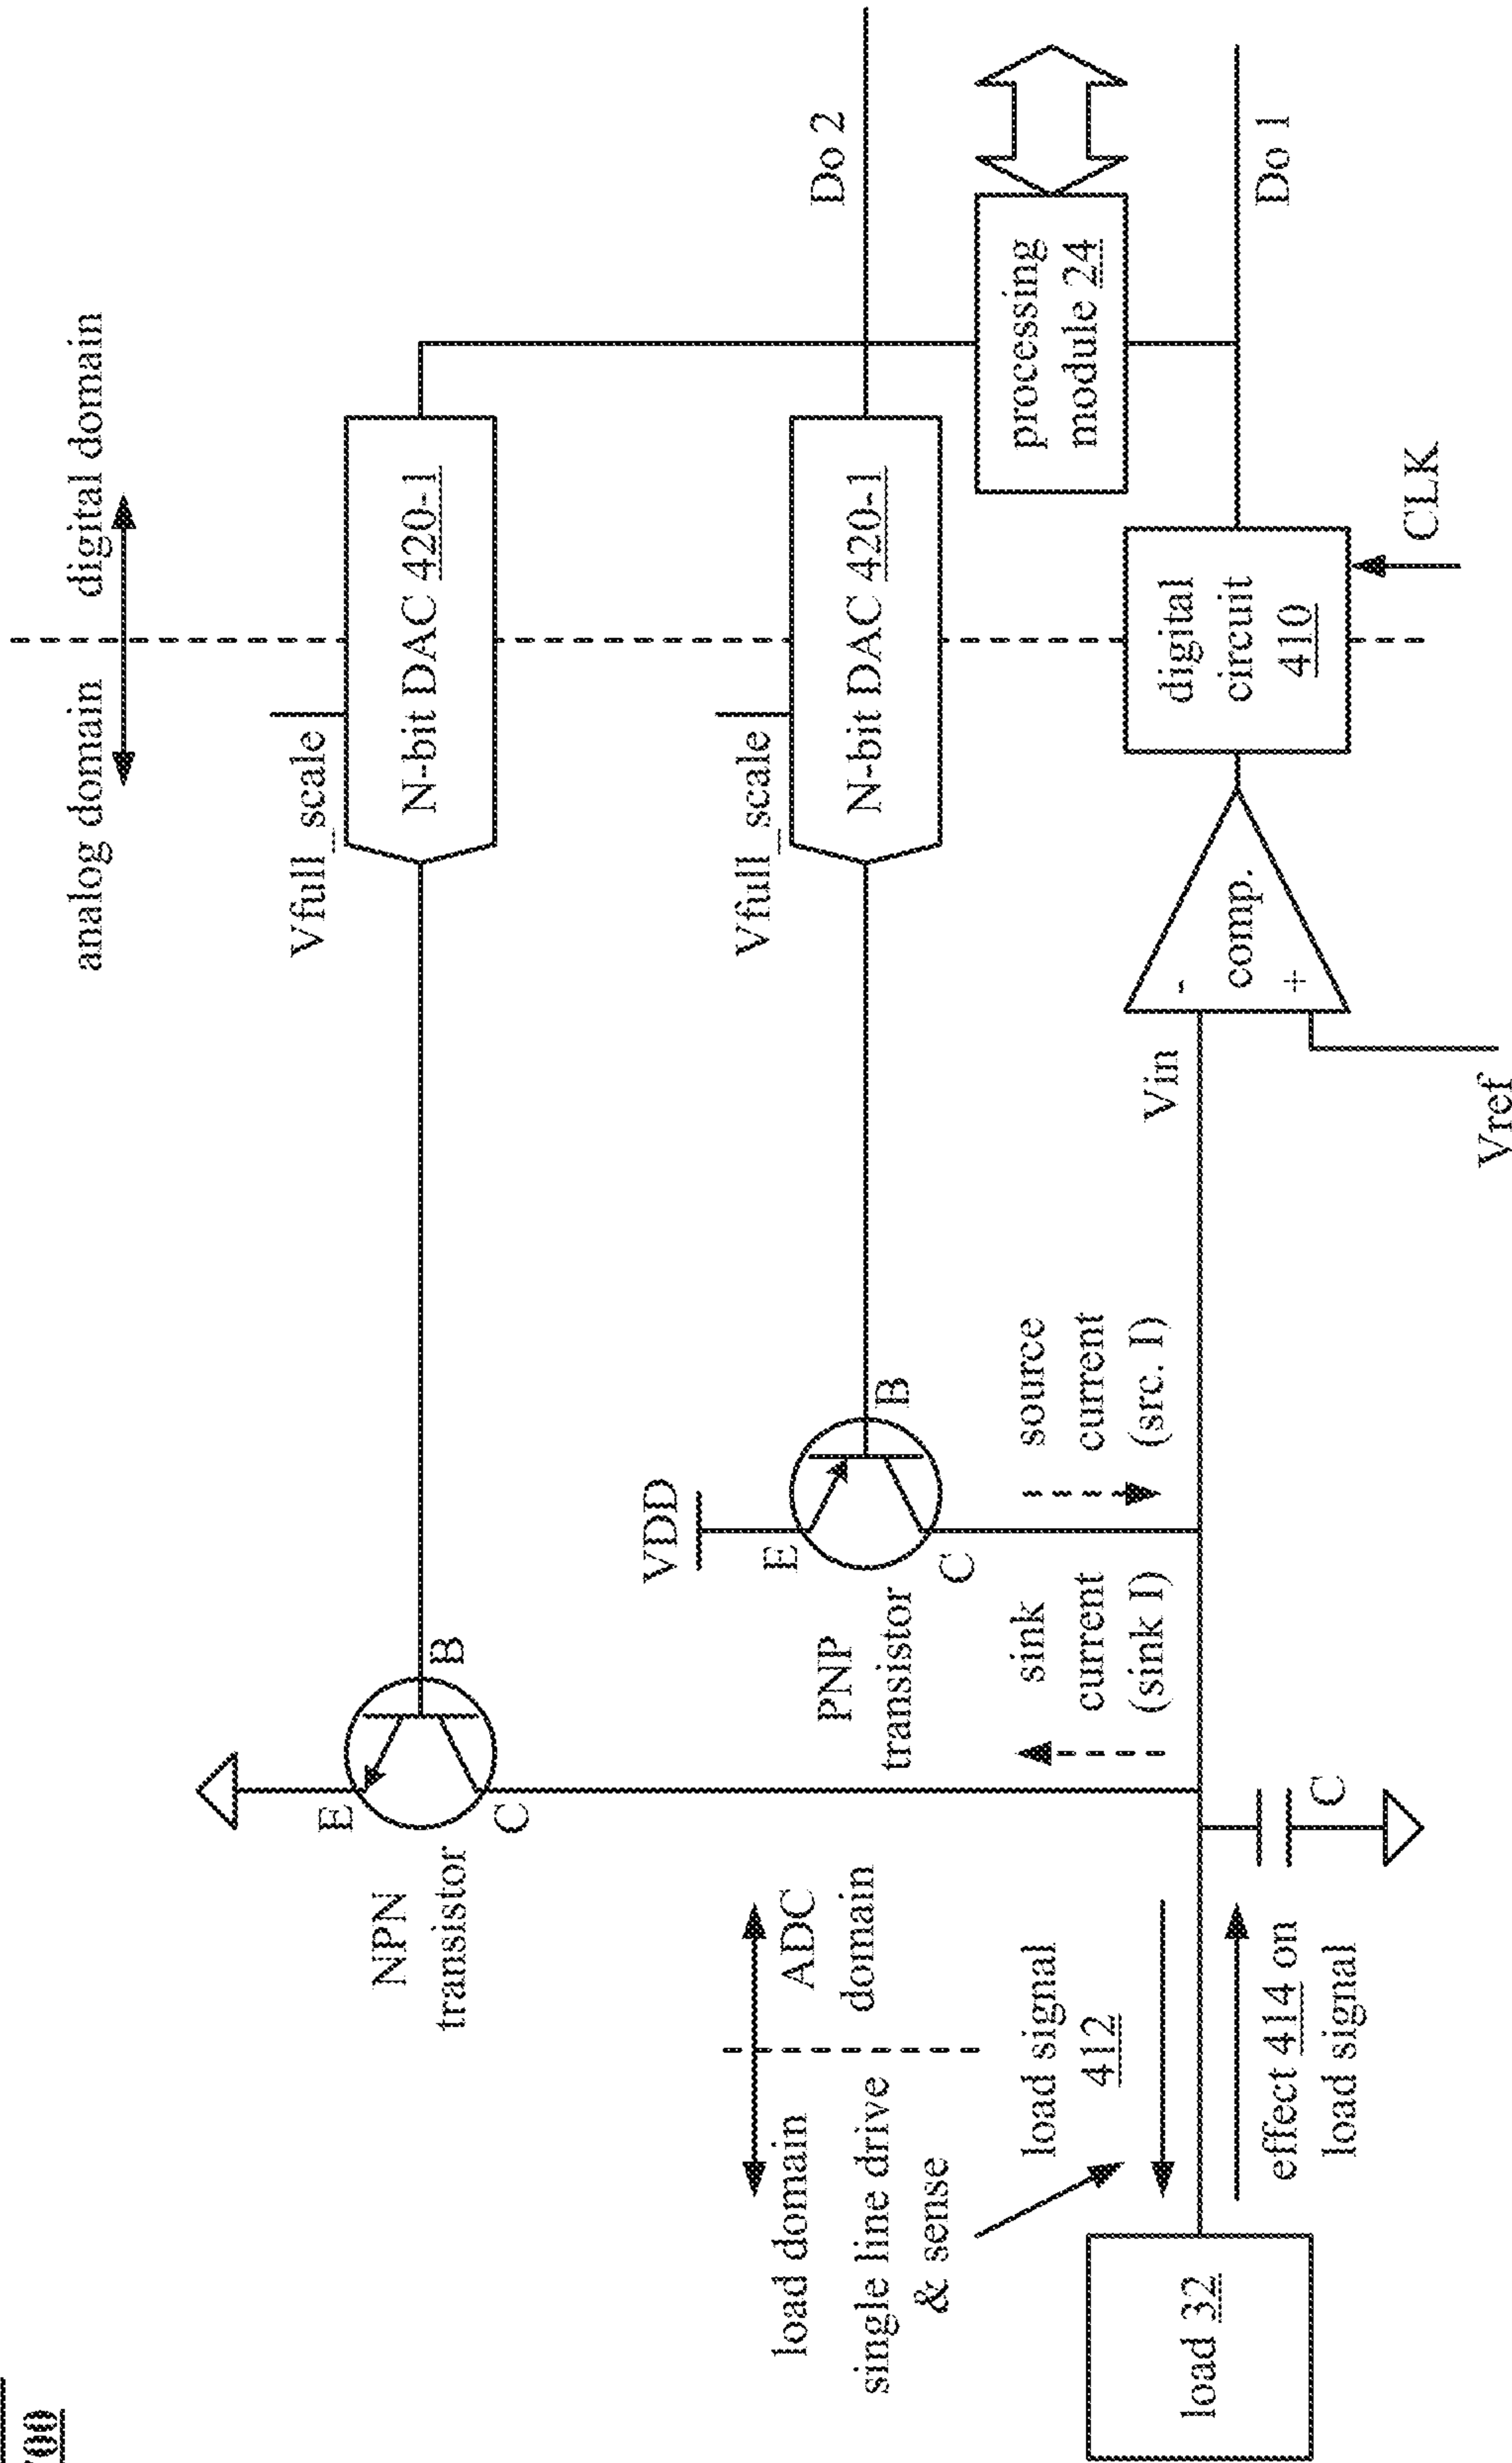 analog domain
digital domain
Vfull_scale
N-bit DAC 420-1
E
B
C
NPN
transistor
Do 2
Vfull_scale
N-bit DAC 420-1
VDD
E
B
C
PNP
transistor
load domain
ADC
domain
single line drive
& sense
processing
module 24
source
current
(src. I)
sink
current
(sink I)
load signal
412
Vin
-
comp.
+
Vref
digital
circuit
410
CLK
Do 1
load 32
effect 414 on
load signal
C